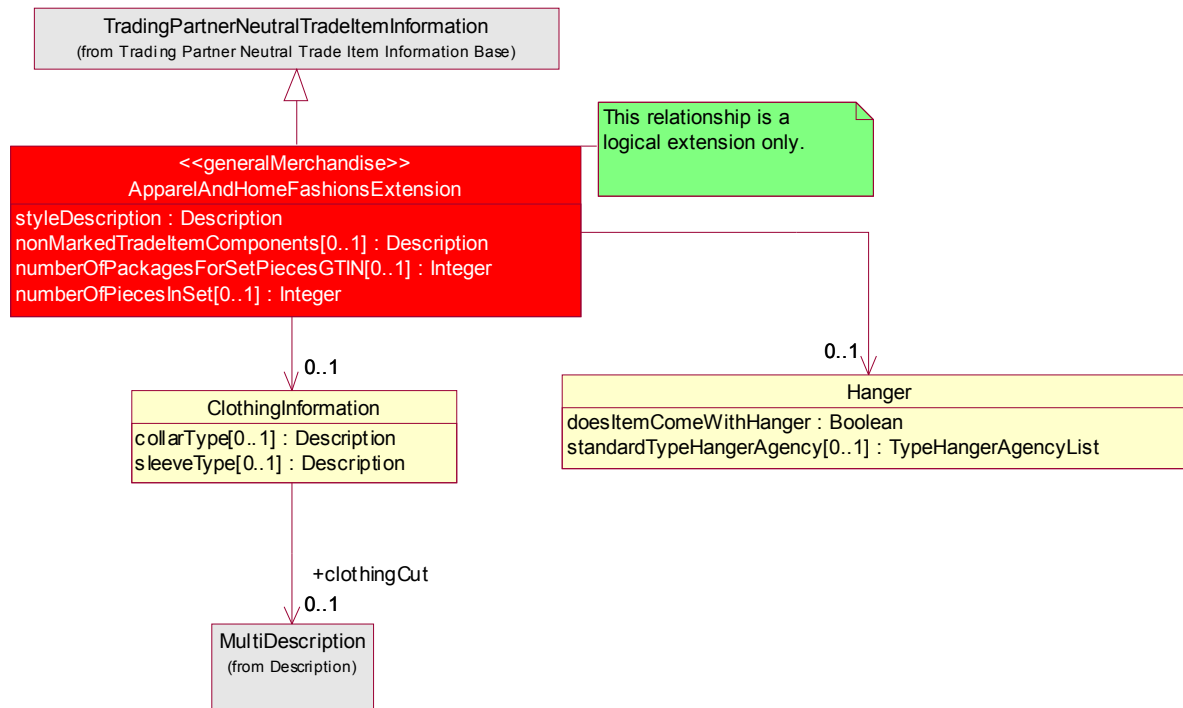 TradingPartnerNeutralTradeItemInformation
(from Trading Partner Neutral Trade Item Information Base)
This relationship is a
logical extension only.
<<generalMerchandise>>
ApparelAndHomeFashionsExtension
styleDescription : Description
nonMarkedTradeItemComponents[0..1] : Description
numberOfPackagesForSetPiecesGTIN[0..1] : Integer
numberOfPiecesInSet[0..1] : Integer
0..1
0..1
ClothingInformation
collarType[0..1] : Description
sleeveType[0..1] : Description
Hanger
doesItemComeWithHanger : Boolean
standardTypeHangerAgency[0..1] : TypeHangerAgencyList
+clothingCut
0..1
MultiDescription
(from Description)